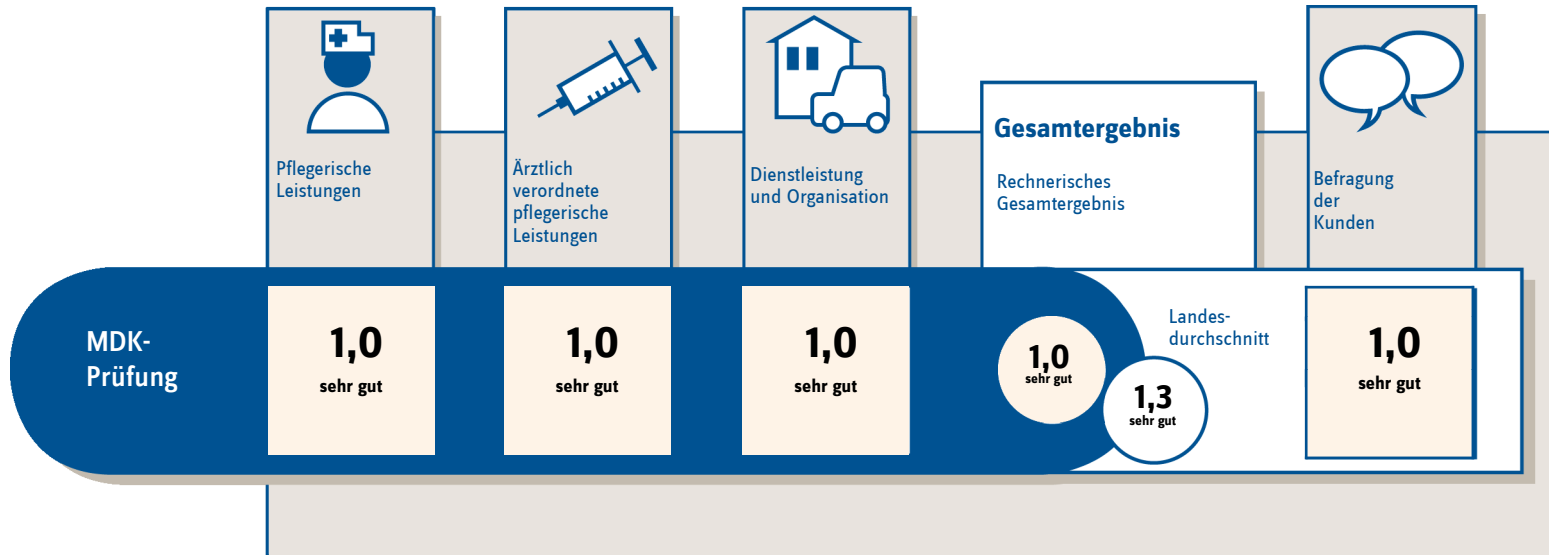 Pflegerische
Leistungen
Ärztlich
verordnete
pflegerische
Leistungen
Dienstleistung
und Organisation
Gesamtergebnis
Rechnerisches
Gesamtergebnis
Befragung
der
Kunden
MDK-
Prüfung
1,0
sehr gut
1,0
sehr gut
1,0
sehr gut
1,0
sehr gut
Landes-
durchschnitt
1,3
sehr gut
1,0
sehr gut